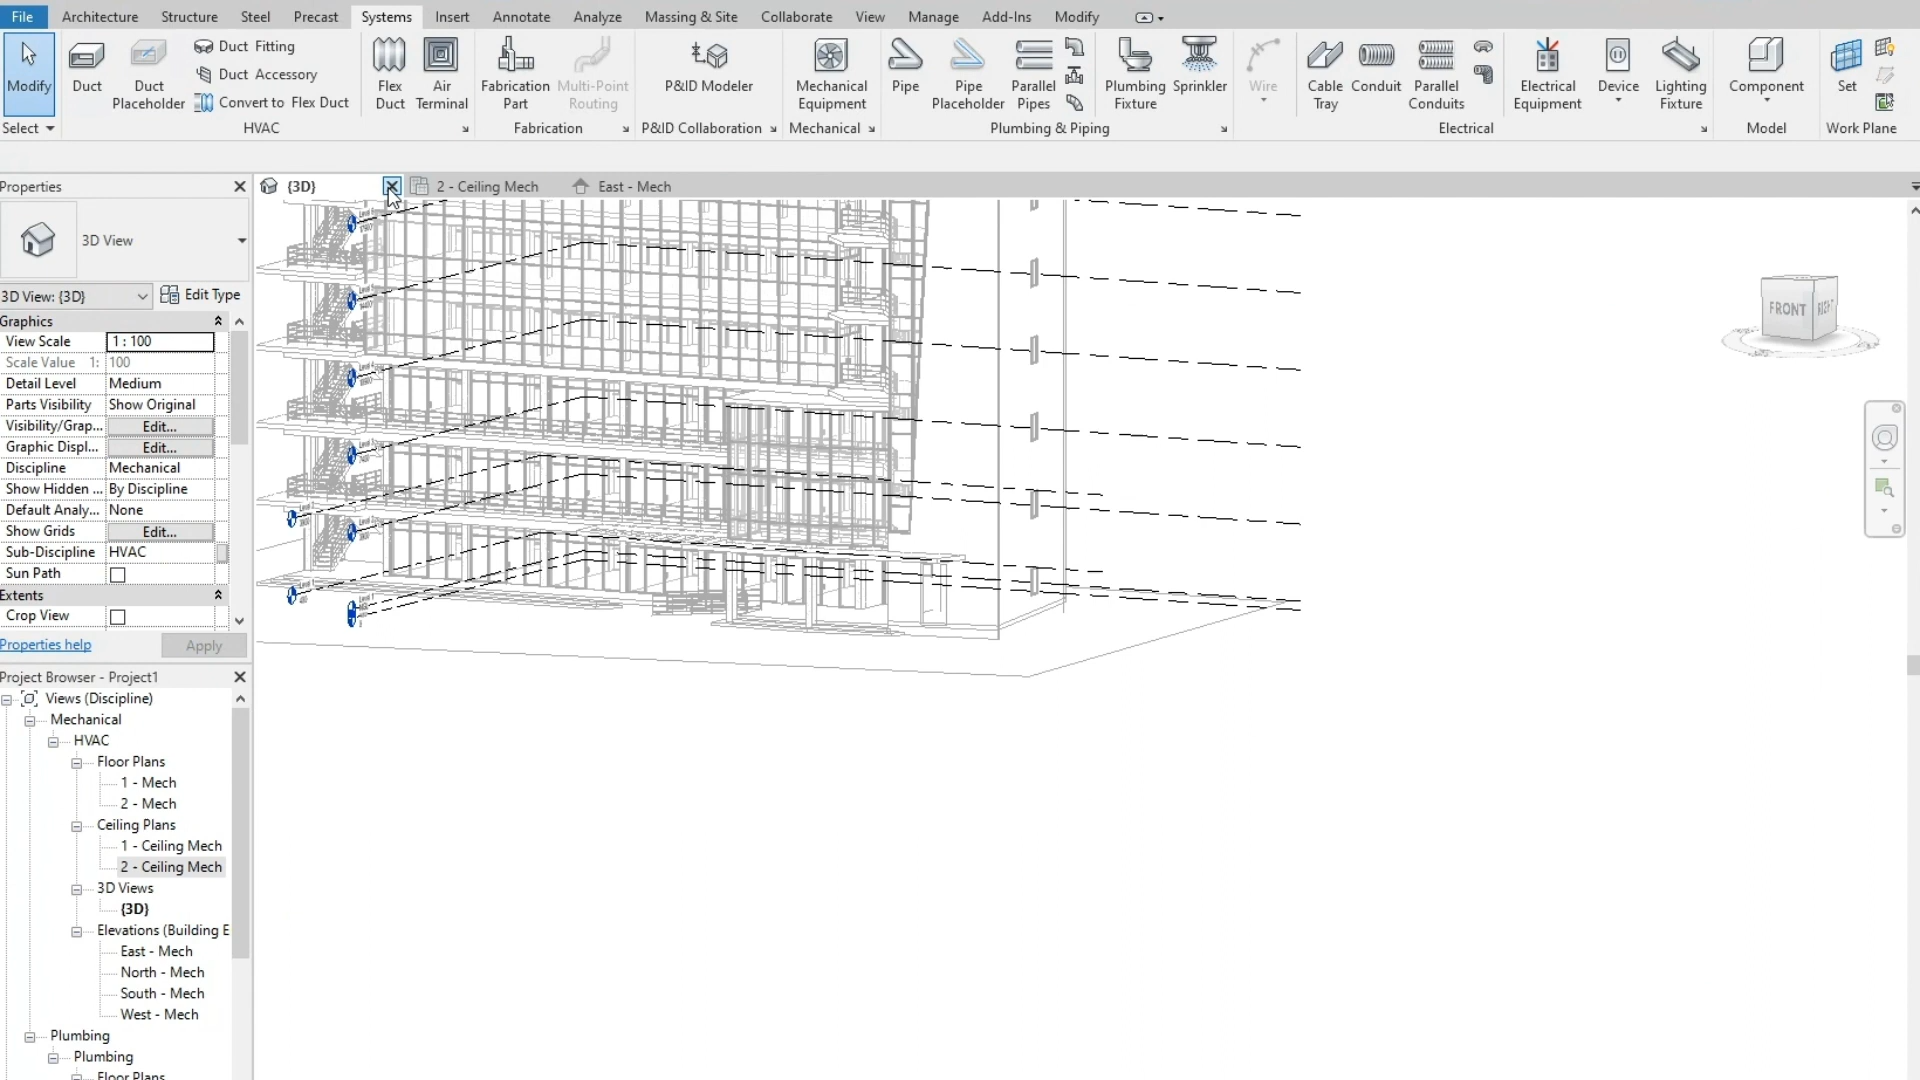 File Architecture Structure Steel Precast Systems Insert Annotate Analyze Massing & Site Collaborate View Manage Add-Ins Modify
Modify
Duct
Duct Placeholder
Duct Fitting
Duct Accessory
Convert to Flex Duct
Flex Duct
Air Terminal
Fabrication Part
Multi-Point Routing
P&ID Modeler
Mechanical Equipment
Pipe
Pipe Placeholder
Parallel Pipes
Plumbing Fixture
Sprinkler
Wire
Cable Tray
Conduit
Parallel Conduits
Electrical Equipment
Device
Lighting Fixture
Component
Set
Select HVAC Fabrication P&ID Collaboration Mechanical Plumbing & Piping Electrical Model Work Plane
Properties
{3D} 2 - Ceiling Mech East - Mech
3D View
3D View: {3D} Edit Type
Graphics
View Scale 1 : 100
Scale Value 1: 100
Detail Level Medium
Parts Visibility Show Original
Visibility/Grap... Edit...
Graphic Displ... Edit...
Discipline Mechanical
Show Hidden ... By Discipline
Default Analy... None
Show Grids Edit...
Sub-Discipline HVAC
Sun Path
Extents
Crop View
Properties help Apply
Project Browser - Project1
Views (Discipline)
Mechanical
HVAC
Floor Plans
1 - Mech
2 - Mech
Ceiling Plans
1 - Ceiling Mech
2 - Ceiling Mech
3D Views
{3D}
Elevations (Building E
East - Mech
North - Mech
South - Mech
West - Mech
Plumbing
Plumbing
Floor Plans
FRONT RIGHT